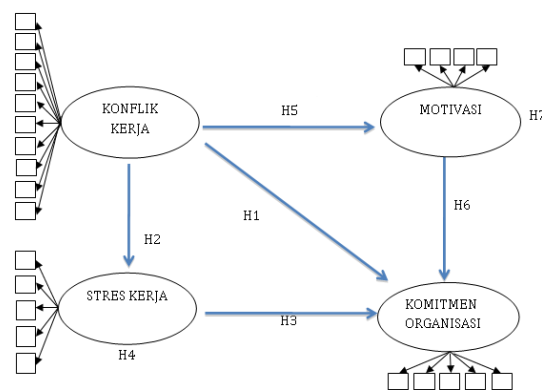 KONFLIK
KERJA
H5
MOTIVASI
H7
H1
H2
H6
STRES KERJA
H4
H3
KOMITMEN
ORGANISASI